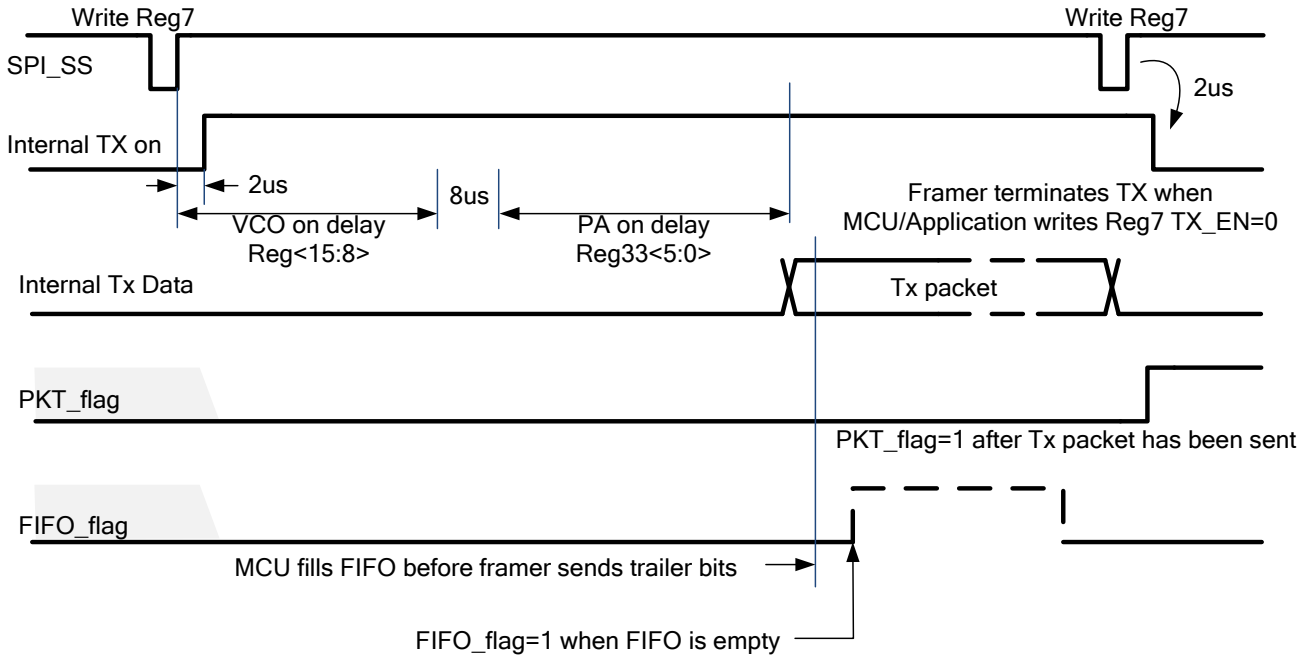 Write Reg7
Write Reg7
SPI_SS
2us
Internal TX on
2us
8us
VCO on delay
Reg<15:8>
PA on delay
Reg33<5:0>
Framer terminates TX when
MCU/Application writes Reg7 TX_EN=0
Internal Tx Data
Tx packet
PKT_flag
PKT_flag=1 after Tx packet has been sent
FIFO_flag
MCU fills FIFO before framer sends trailer bits
FIFO_flag=1 when FIFO is empty